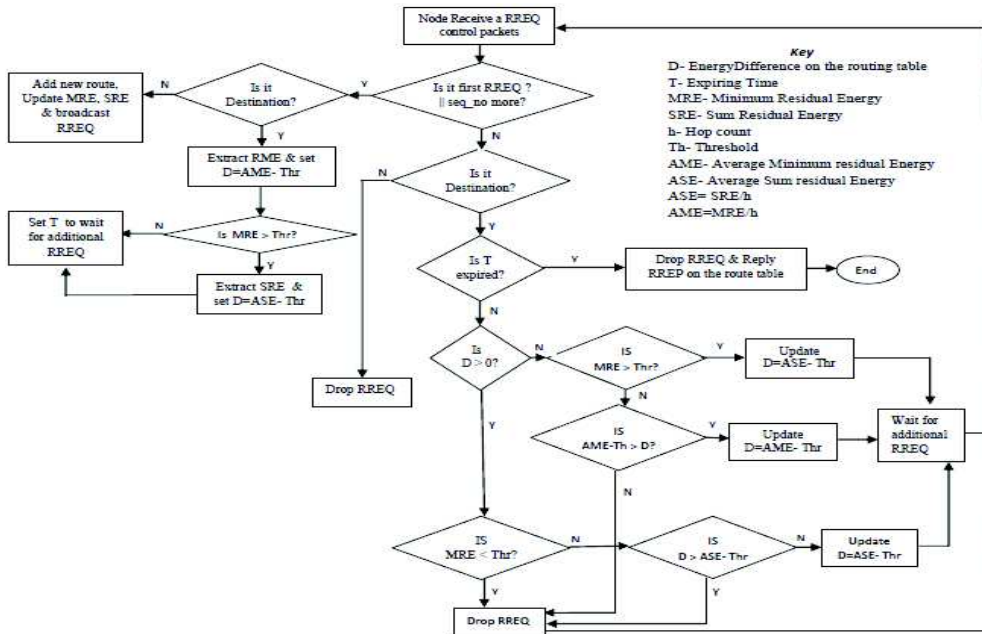 Node Receive a RREQ
control packets
Key
D- EnergyDifference on the routing table
T- Expiring Time
MRE- Minimum Residual Energy
SRE- Sum Residual Energy
h- Hop count
Th- Threshold
AME- Average Minimum residual Energy
ASE- Average Sum residual Energy
ASE= SRE/h
AME=MRE/h
Add new route,
Update MRE, SRE
& broadcast
RREQ
N
Is it
Destination?
Y
Is it first RREQ ?
|| seq_no more?
Y
N
Extract RME & set
D=AME- Thr
N
Is it
Destination?
Set T to wait
for additional
RREQ
N
Is MRE > Thr?
Y
Y
Extract SRE &
set D=ASE- Thr
Is T
expired?
Y
Drop RREQ & Reply
RREP on the route table
End
N
Is
D > 0?
N
IS
MRE > Thr?
Y
Update
D=ASE- Thr
Drop RREQ
N
Y
IS
AME-Th > D?
Y
Update
D=AME- Thr
Wait for
additional
RREQ
N
IS
MRE < Thr?
N
IS
D > ASE- Thr
N
Update
D=ASE- Thr
Y
Y
Drop RREQ